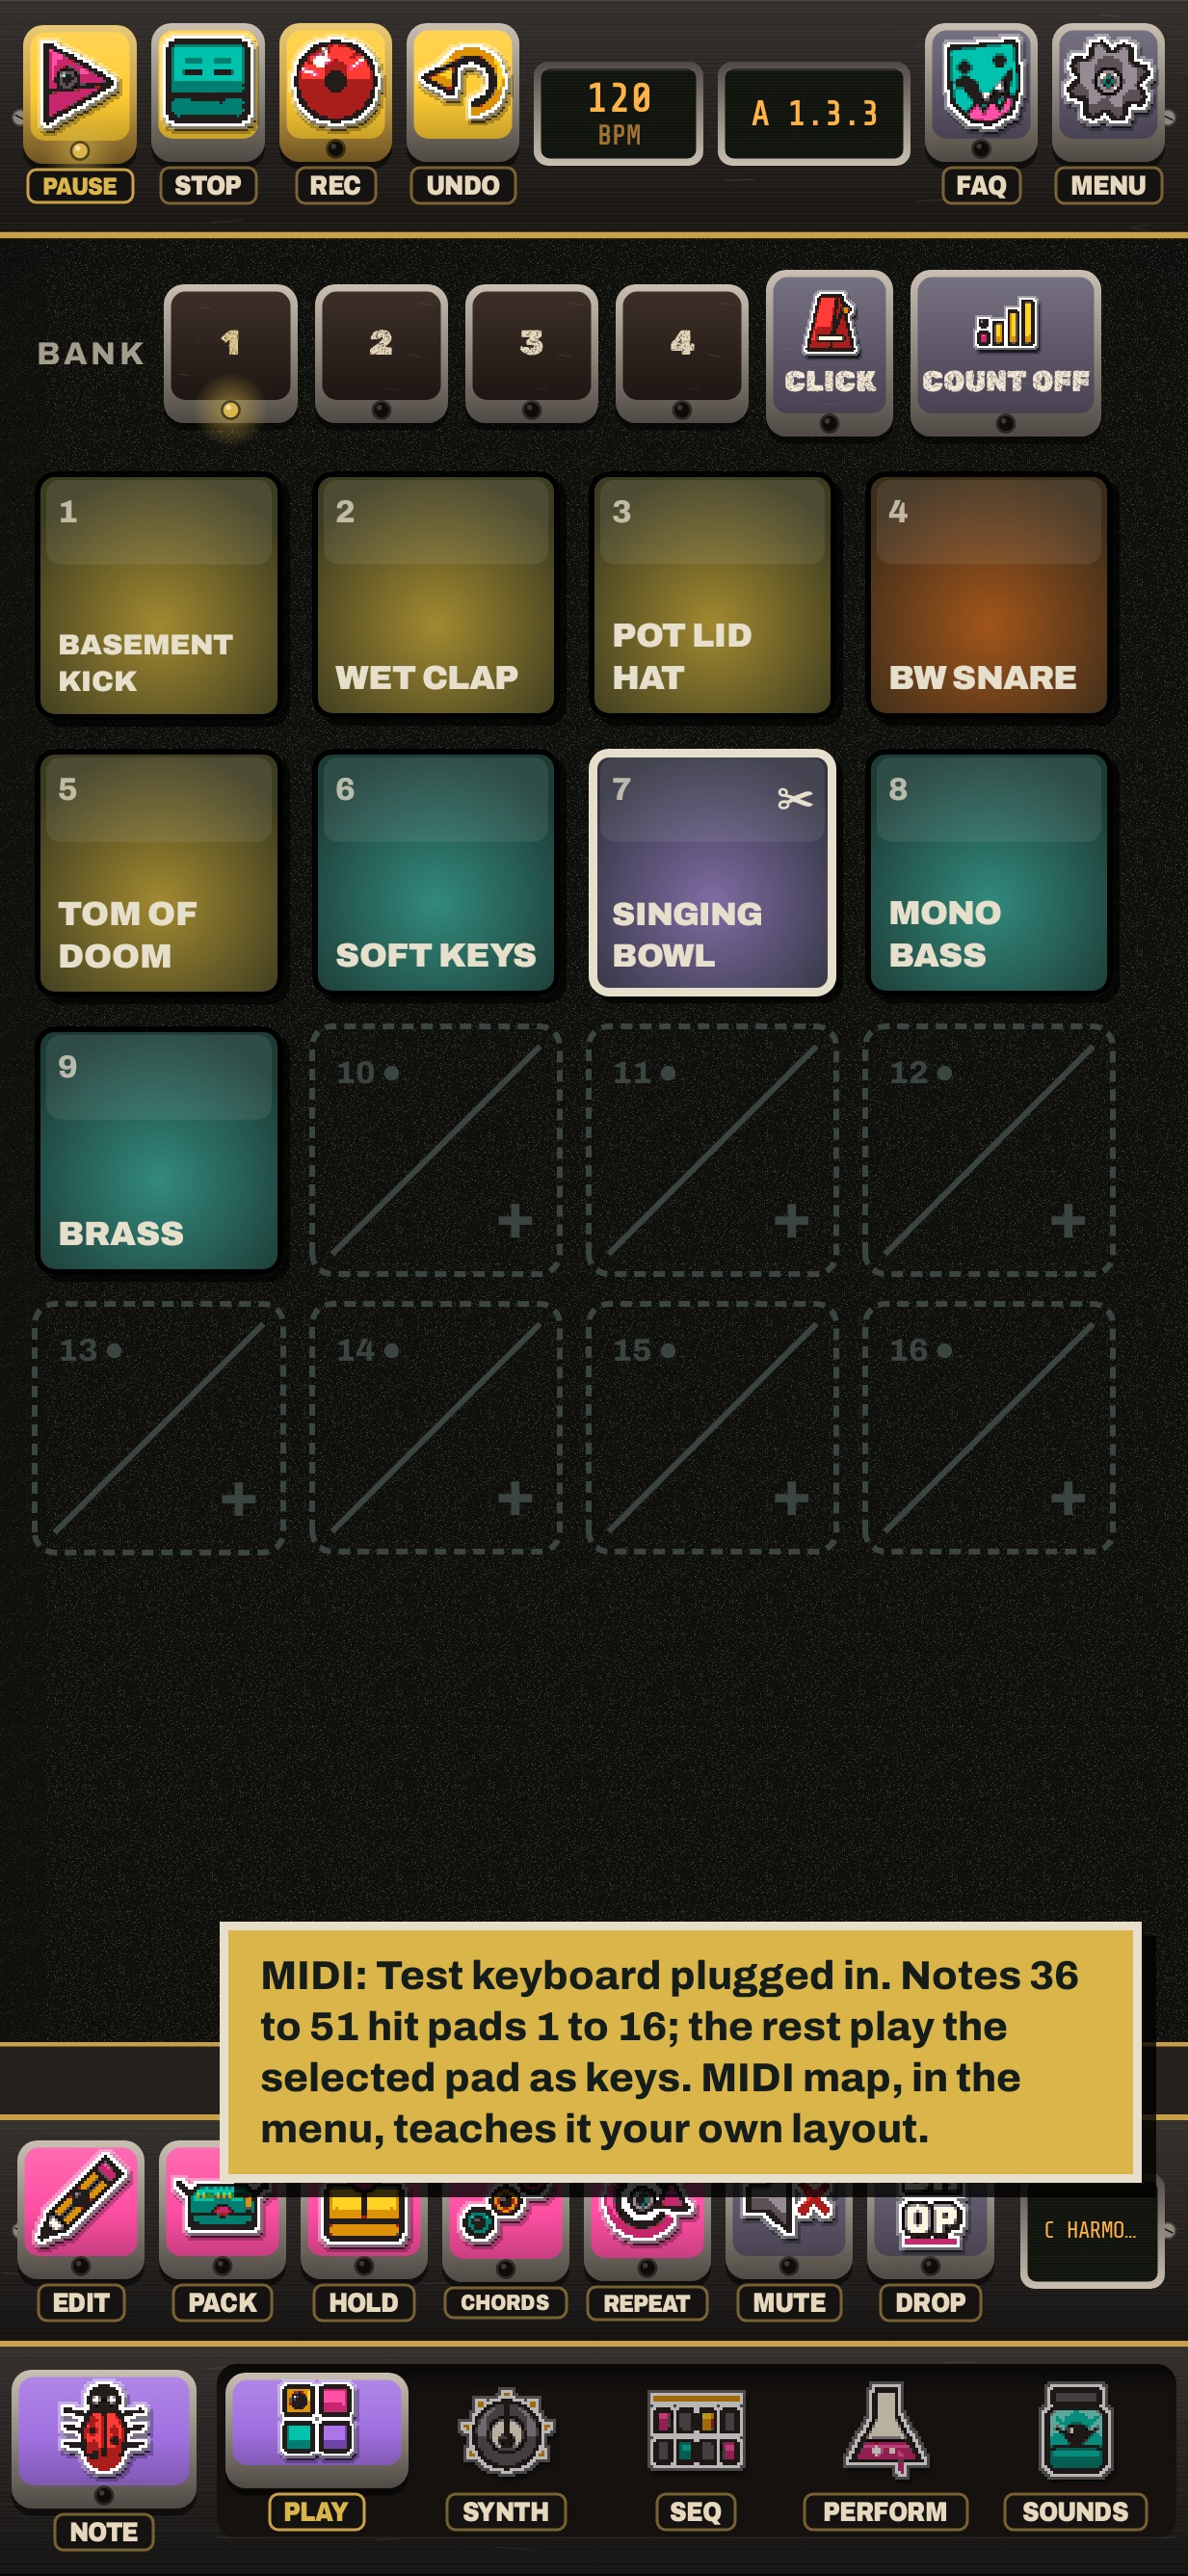 120
BPM
A 1.3.3
PAUSE
STOP
REC
UNDO
FAQ
MENU
BANK
1
2
3
4
CLICK
COUNT OFF
1
BASEMENT
KICK
2
WET CLAP
3
POT LID
HAT
4
BW SNARE
5
TOM OF
DOOM
6
SOFT KEYS
7
SINGING
BOWL
8
MONO
BASS
9
BRASS
10
11
12
13
14
15
16
MIDI: Test keyboard plugged in. Notes 36
to 51 hit pads 1 to 16; the rest play the
selected pad as keys. MIDI map, in the
menu, teaches it your own layout.
OP
C HARMO…
EDIT
PACK
HOLD
CHORDS
REPEAT
MUTE
DROP
NOTE
PLAY
SYNTH
SEQ
PERFORM
SOUNDS